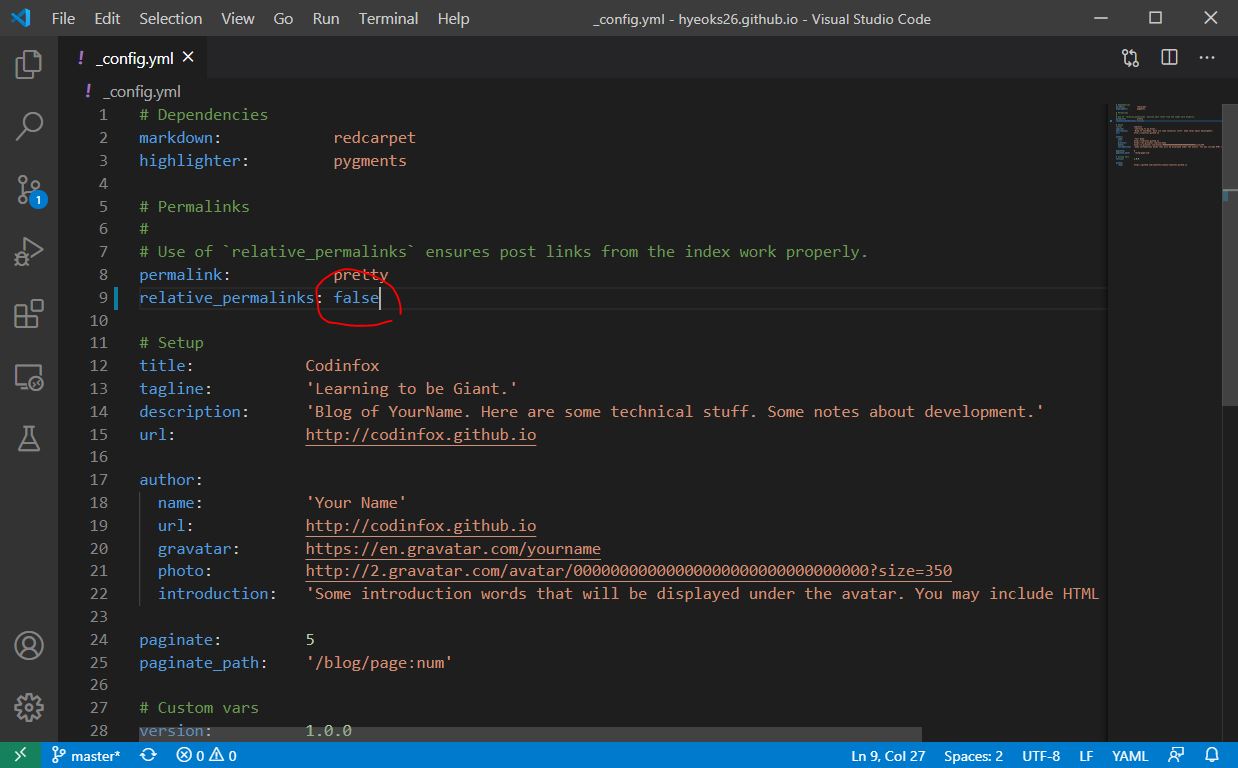 File Edit Selection View Go Run Terminal Help _config.yml - hyeoks26.github.io - Visual Studio Code
! _config.yml
! _config.yml
1 # Dependencies
2 markdown: redcarpet
3 highlighter: pygments
4
5 # Permalinks
6 #
7 # Use of `relative_permalinks` ensures post links from the index work properly.
8 permalink: pretty
9 relative_permalinks: false
10
11 # Setup
12 title: Codinfox
13 tagline: 'Learning to be Giant.'
14 description: 'Blog of YourName. Here are some technical stuff. Some notes about development.'
15 url: http://codinfox.github.io
16
17 author:
18 name: 'Your Name'
19 url: http://codinfox.github.io
20 gravatar: https://en.gravatar.com/yourname
21 photo: http://2.gravatar.com/avatar/00000000000000000000000000000000?size=350
22 introduction: 'Some introduction words that will be displayed under the avatar. You may include HTML
23
24 paginate: 5
25 paginate_path: '/blog/page:num'
26
27 # Custom vars
28 version: 1.0.0
1
master* 0 0 Ln 9, Col 27 Spaces: 2 UTF-8 LF YAML